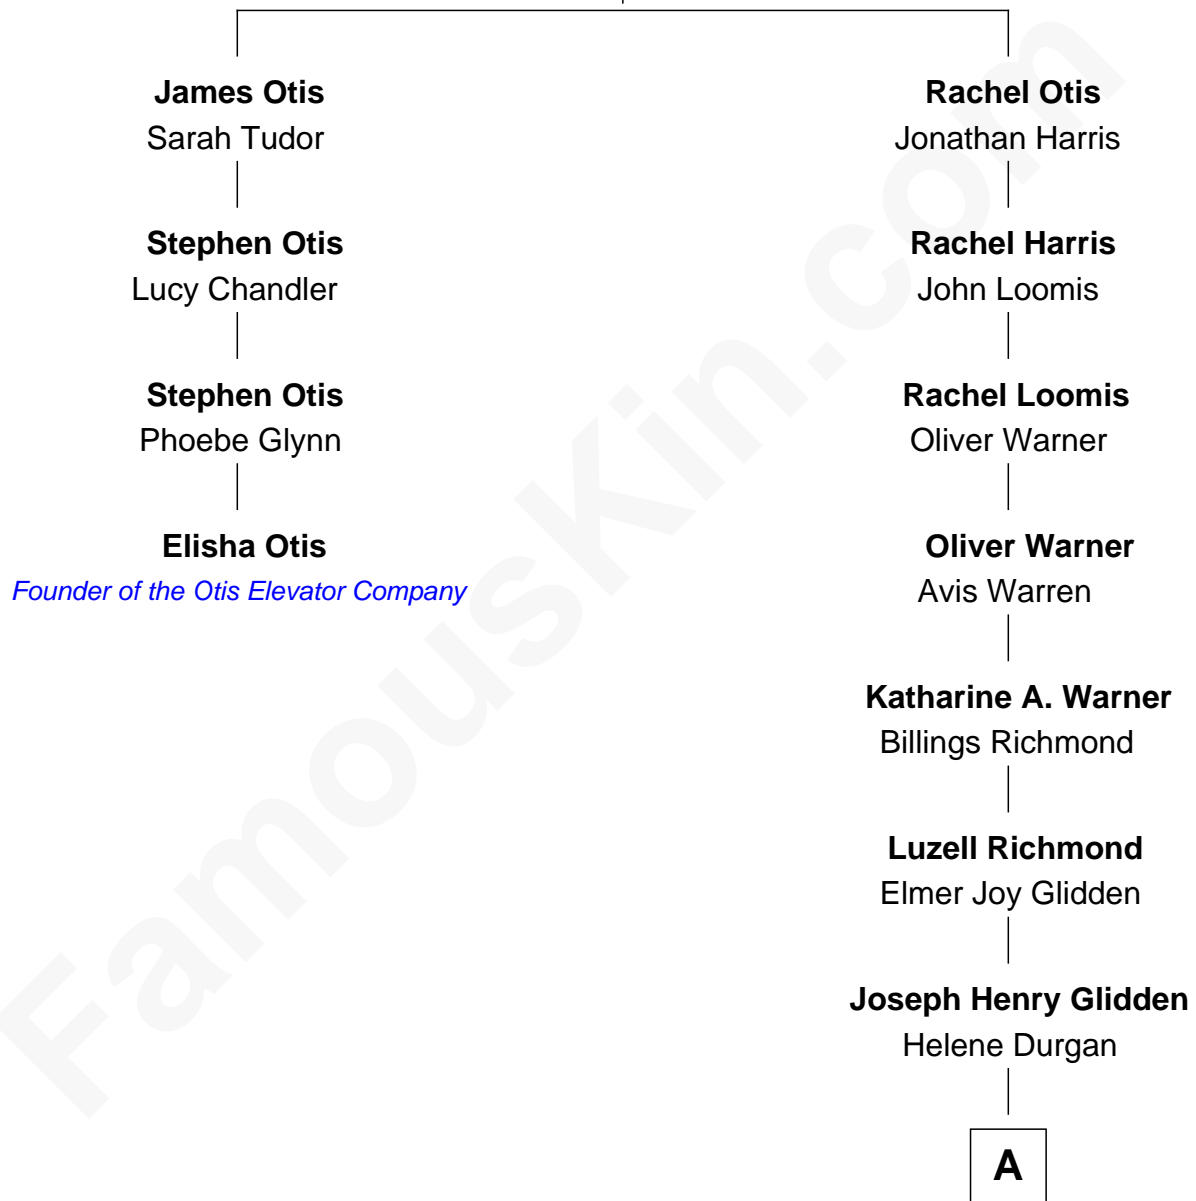 James Otis
Sarah Tudor
Stephen Otis
Lucy Chandler
Stephen Otis
Phoebe Glynn
Elisha Otis
Founder of the Otis Elevator Company
Rachel Otis
Jonathan Harris
Rachel Harris
John Loomis
Rachel Loomis
Oliver Warner
Oliver Warner
Avis Warren
Katharine A. Warner
Billings Richmond
Luzell Richmond
Elmer Joy Glidden
Joseph Henry Glidden
Helene Durgan
A
FamousKin.com